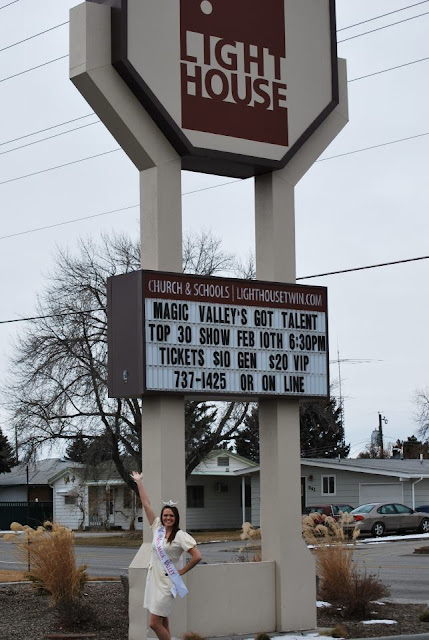 LIGHT
HOUSE
CHURCH & SCHOOLS | LIGHTHOUSETWIN.COM
MAGIC VALLEY'S GOT TALENT
TOP 30 SHOW FEB 10TH 6:30PM
TICKETS $10 GEN $20 VIP
737-1425 OR ON LINE